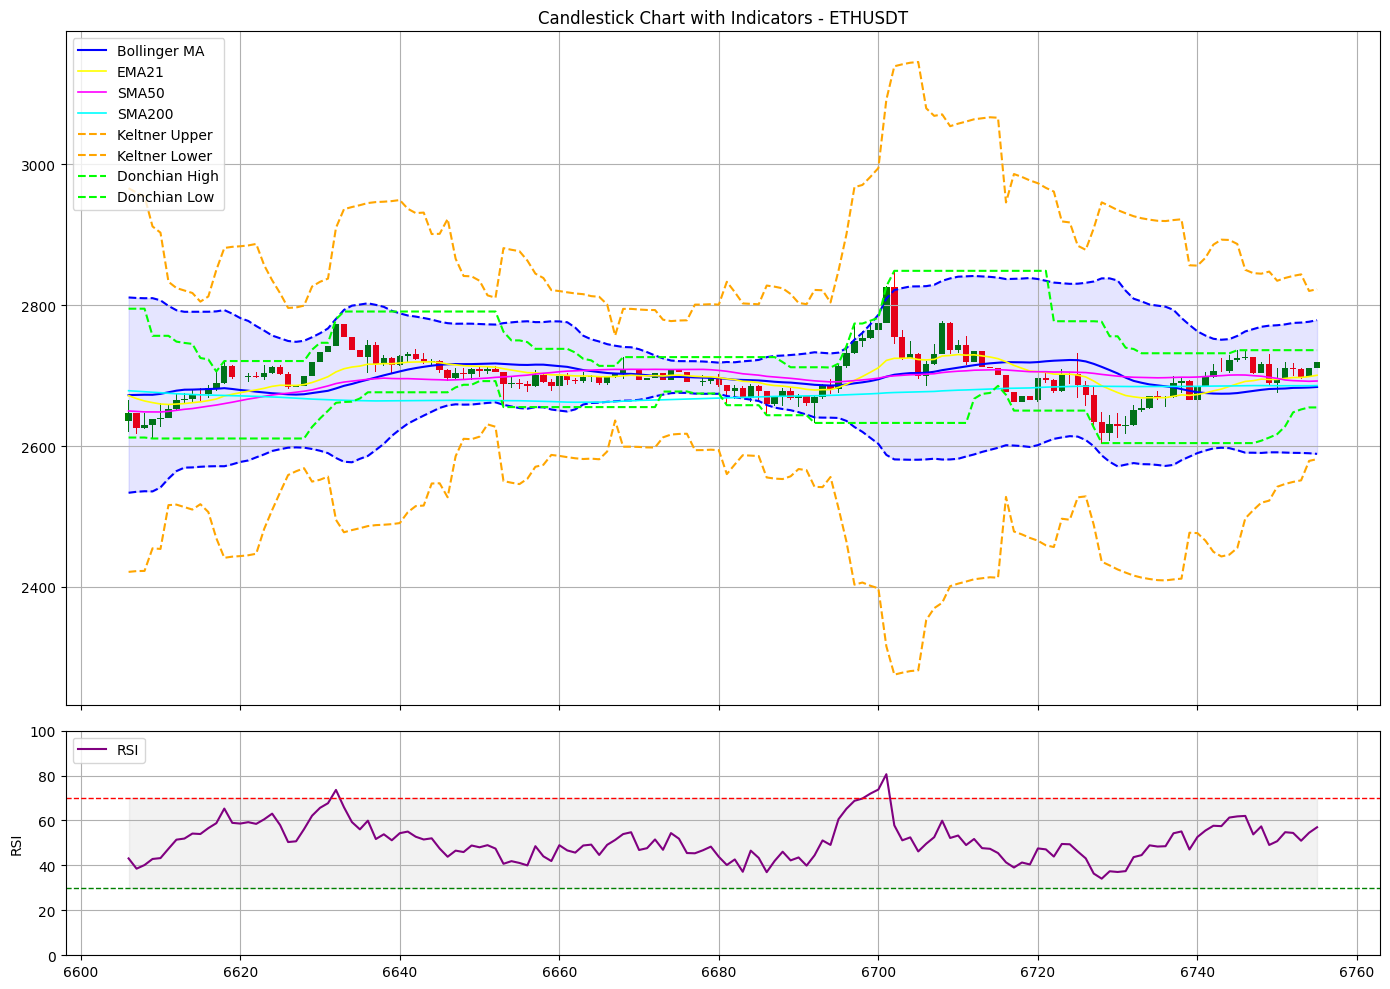 Candlestick Chart with Indicators - ETHUSDT
Bollinger MA
EMA21
SMA50
SMA200
Keltner Upper
Keltner Lower
Donchian High
Donchian Low
3000
2800
2600
2400
RSI
100
80
60
40
20
0
RSI
6600 6620 6640 6660 6680 6700 6720 6740 6760